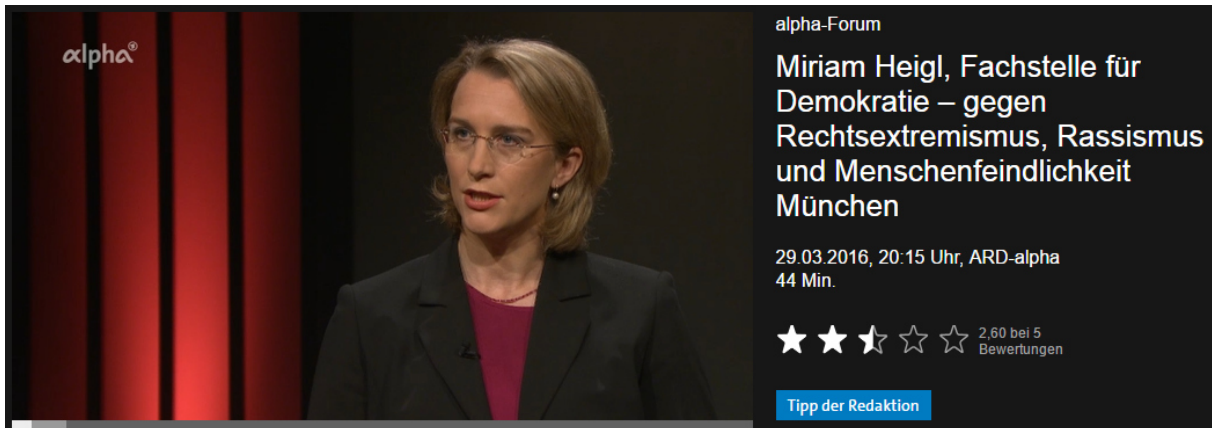 alpha
alpha-Forum
Miriam Heigl, Fachstelle für
Demokratie – gegen
Rechtsextremismus, Rassismus
und Menschenfeindlichkeit
München
29.03.2016, 20:15 Uhr, ARD-alpha
44 Min.
2,60 bei 5
Bewertungen
Tipp der Redaktion